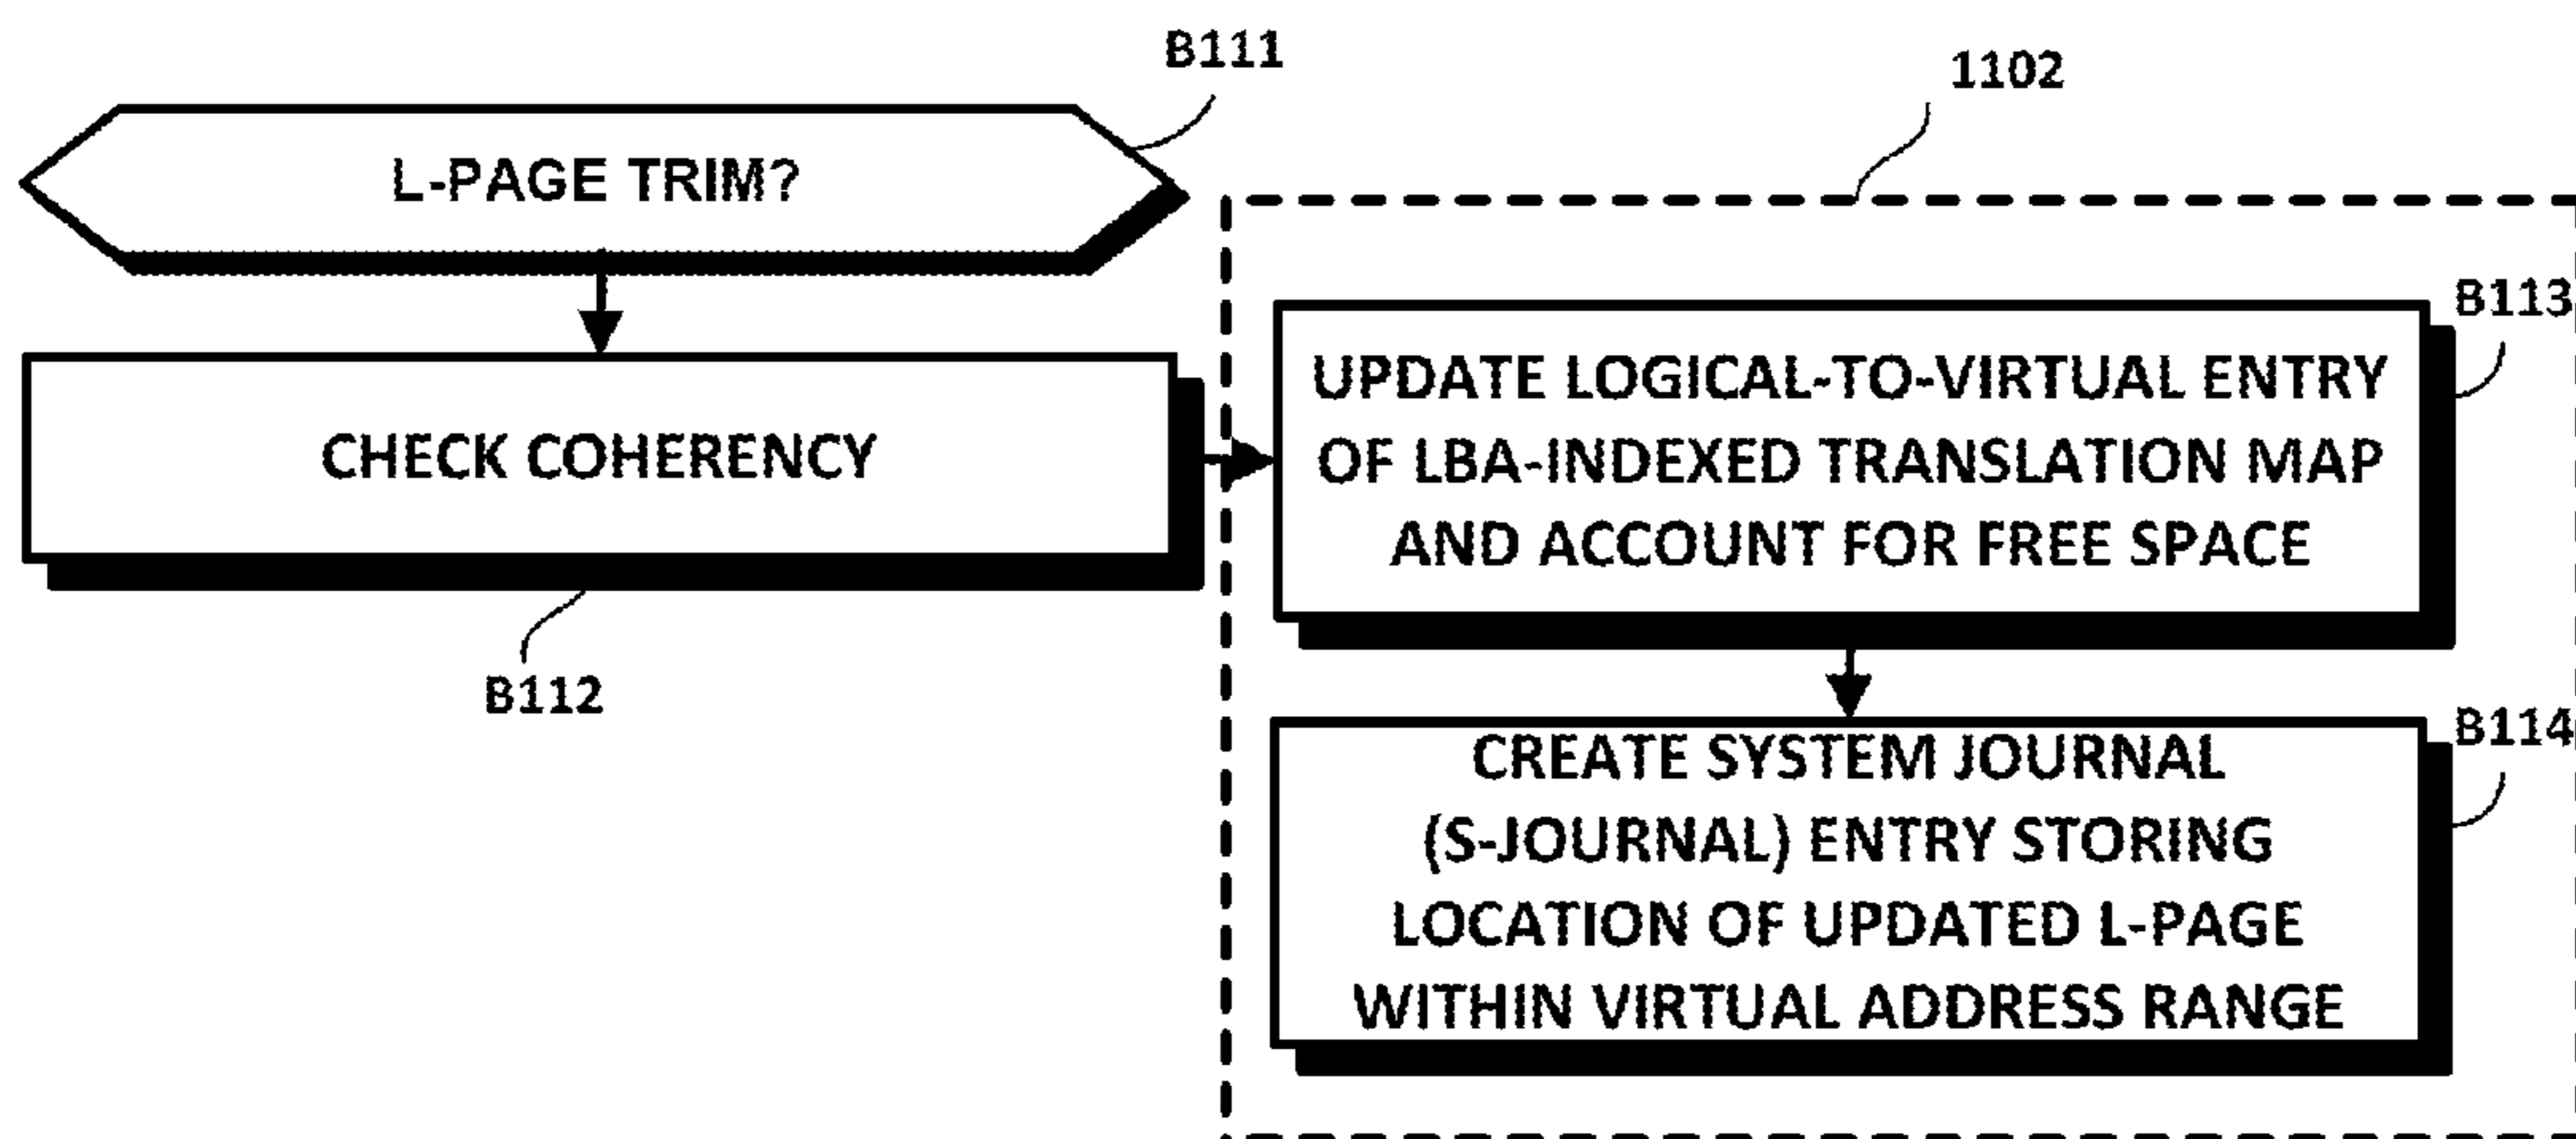 B111
1102
L-PAGE TRIM?
B113
UPDATE LOGICAL-TO-VIRTUAL ENTRY
OF LBA-INDEXED TRANSLATION MAP
AND ACCOUNT FOR FREE SPACE
CHECK COHERENCY
B112
B114
CREATE SYSTEM JOURNAL
(S-JOURNAL) ENTRY STORING
LOCATION OF UPDATED L-PAGE
WITHIN VIRTUAL ADDRESS RANGE